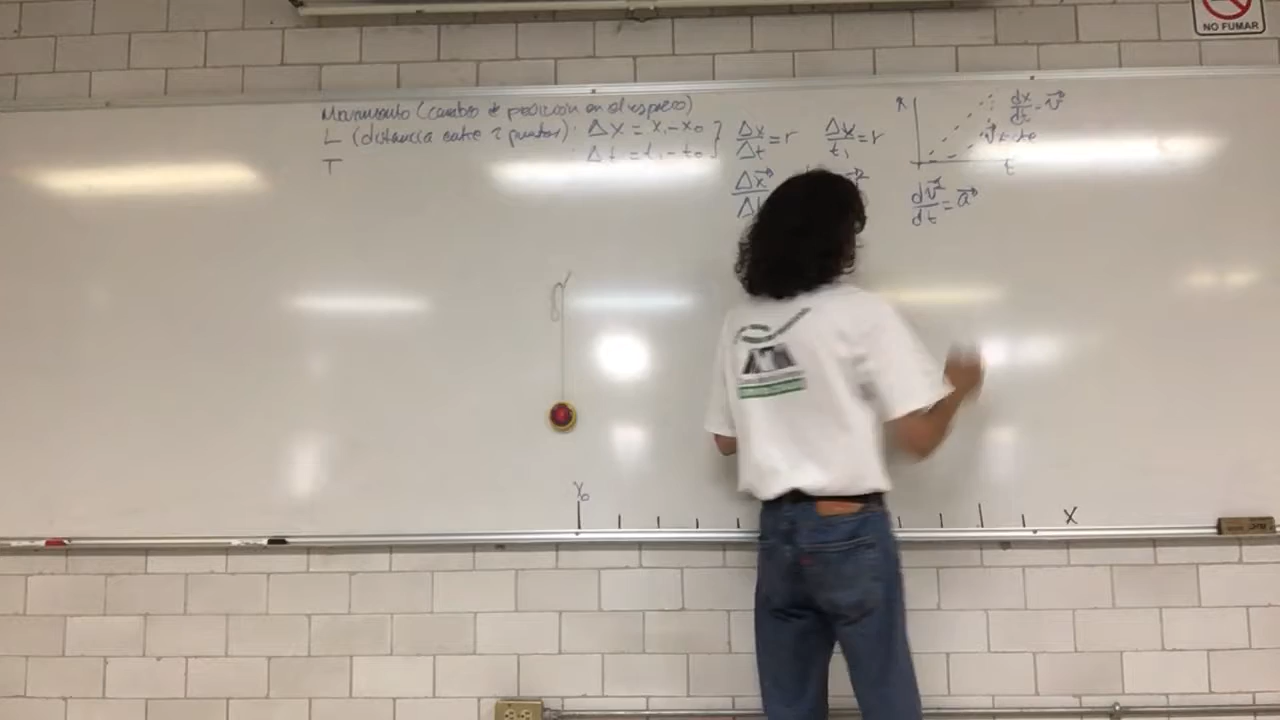 Movimiento (cambio de posición en el espacio)
L (distancia entre 2 puntos): Δx = x₁ - x₀
T Δt = t₁ - t₀
Δx/Δt = r Δx/t₁ = r
Δx⃗
dx/dt = v⃗
t
dv⃗/dt = a⃗
Y₀
X
NO FUMAR